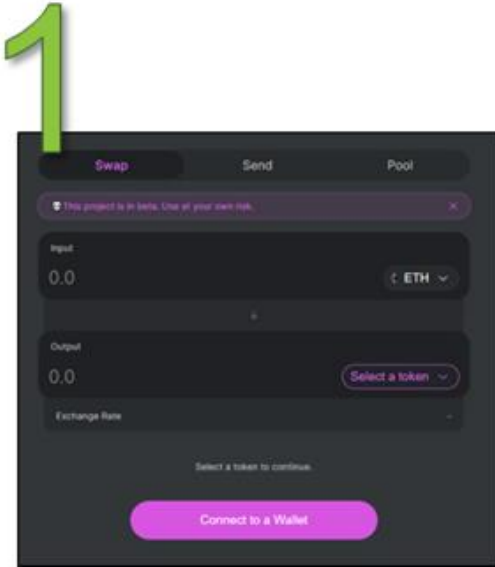 1
Swap Send Pool
💀 This project is in beta. Use at your own risk. ×
Input
0.0 ETH
Output
0.0 Select a token
Exchange Rate -
Select a token to continue.
Connect to a Wallet